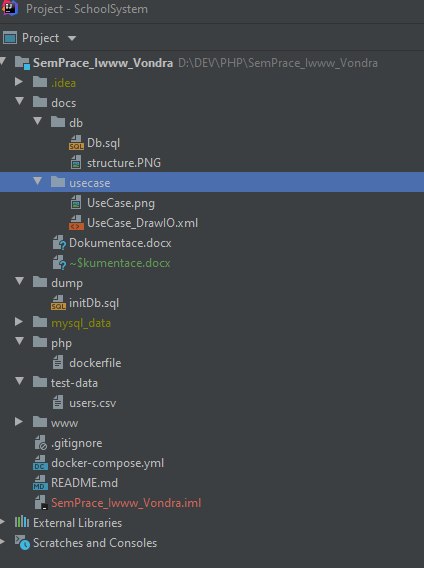 Project - SchoolSystem
Project
SemPrace_Iwww_Vondra D:\DEV\PHP\SemPrace_Iwww_Vondra
.idea
docs
db
Db.sql
structure.PNG
usecase
UseCase.png
UseCase_DrawIO.xml
Dokumentace.docx
~$kumentace.docx
dump
initDb.sql
mysql_data
php
dockerfile
test-data
users.csv
www
.gitignore
docker-compose.yml
README.md
SemPrace_Iwww_Vondra.iml
External Libraries
Scratches and Consoles